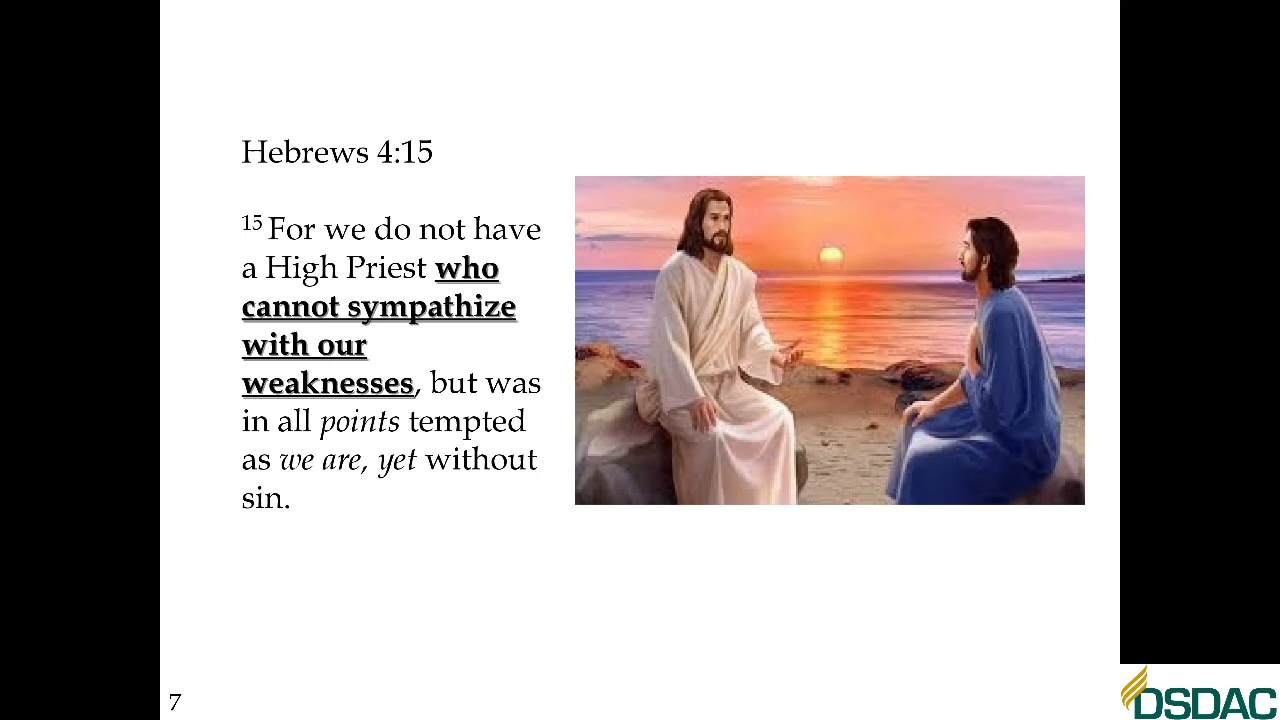 Hebrews 4:15
15 For we do not have
a High Priest who
cannot sympathize
with our
weaknesses, but was
in all points tempted
as we are, yet without
sin.
7
DSDAC